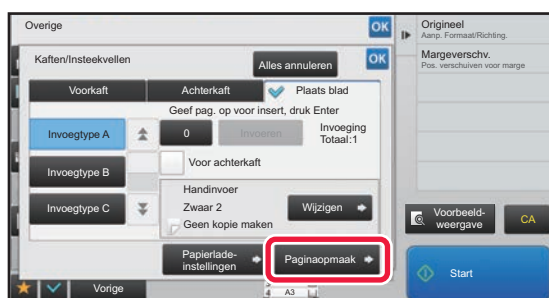 Overige
OK
Kaften/Insteekvellen
Alles annuleren
OK
Voorkaft
Achterkaft
Plaats blad
Geef pag. op voor insert, druk Enter
Invoegtype A
0
Invoeren
Invoeging
Totaal:1
Invoegtype B
Voor achterkaft
Invoegtype C
Handinvoer
Zwaar 2
Geen kopie maken
Wijzigen
Papierlade-
instellingen
Paginaopmaak
Vorige
4 A3
Origineel
Aanp. Formaat/Richting.
Margeverschv.
Pos. verschuiven voor marge
Voorbeeld-
weergave
CA
Start